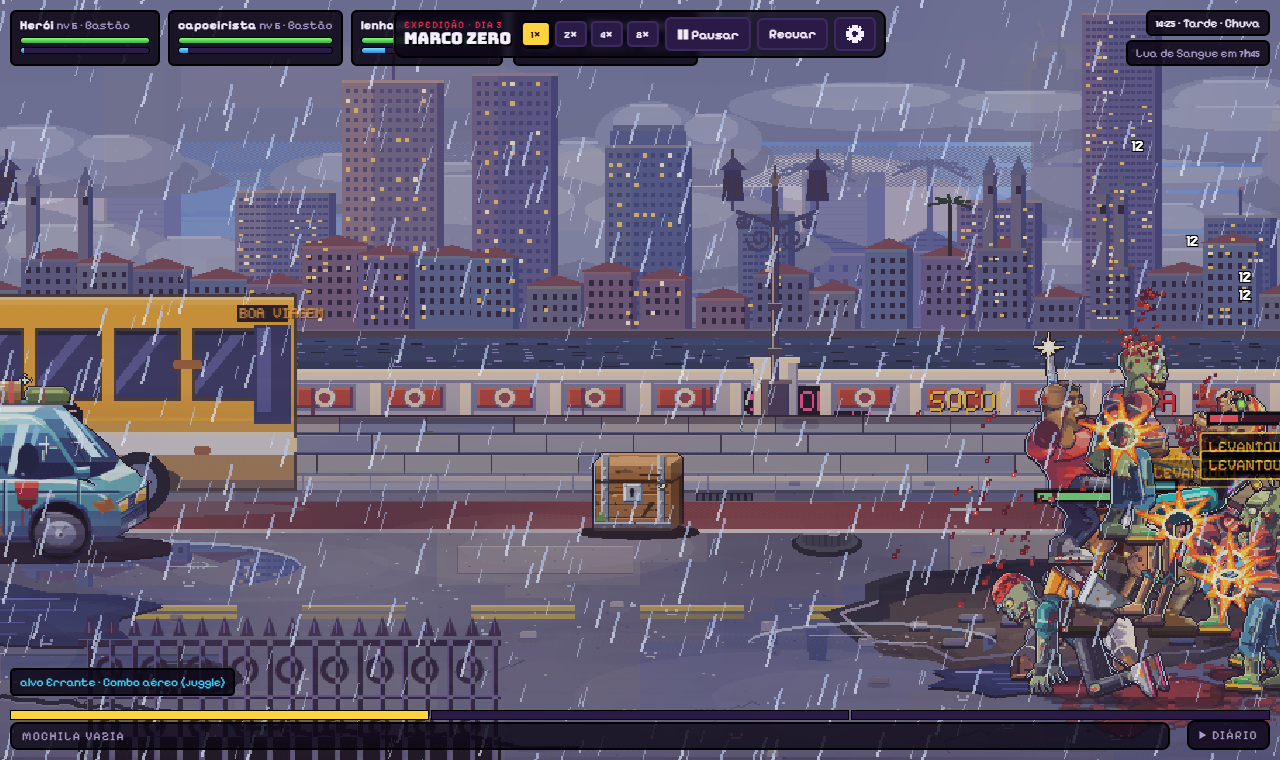 Herói nv 5 · Bastão
capoeirista nv 5 · Bastão
lenha
EXPEDIÇÃO · DIA 3
MARCO ZERO
1×
2×
4×
8×
Pausar
Recuar
14:25 · Tarde · Chuva
Lua de Sangue em 7h45
12
12
12
12
BOA VIAGEM
SOCO
A
LEVANTOU
LEVANTOU
LEVANTOU
alvo Errante · Combo aéreo (Juggle)
MOCHILA VAZIA
▶ DIÁRIO